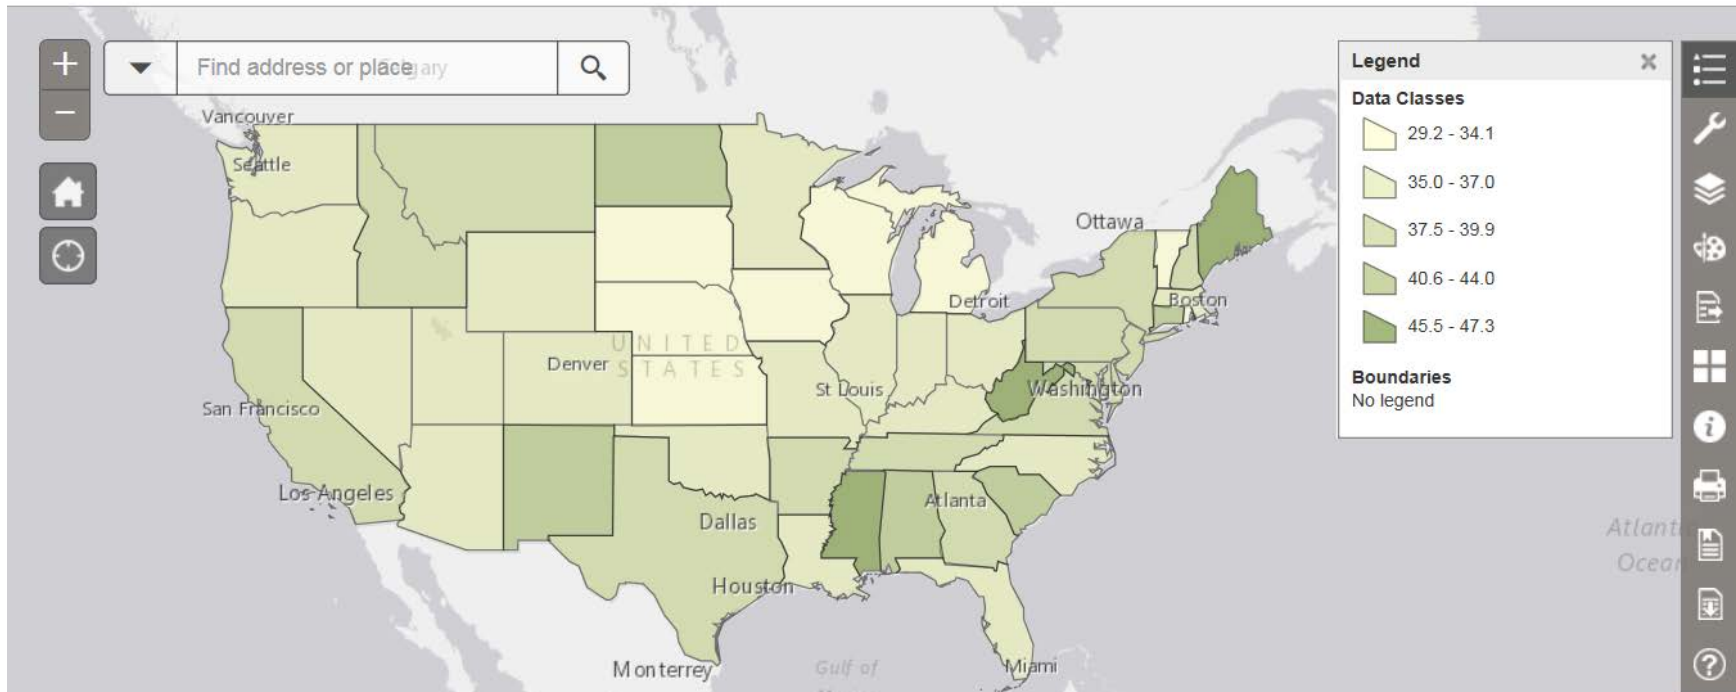 +
Find address or place
Calgary
−
Vancouver
Seattle
Ottawa
Detroit
Boston
UNITED
STATES
Denver
St Louis
Washington
San Francisco
Los Angeles
Atlanta
Dallas
Houston
Monterrey
Gulf of
Miami
Atlantic
Ocean
Legend
Data Classes
29.2 - 34.1
35.0 - 37.0
37.5 - 39.9
40.6 - 44.0
45.5 - 47.3
Boundaries
No legend
i
?